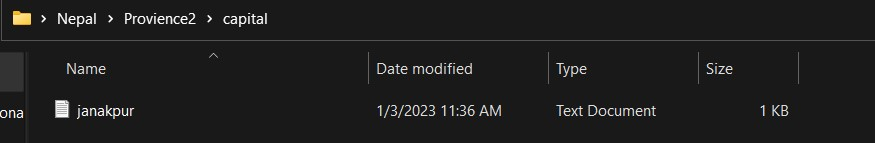 Nepal > Provience2 > capital
Name Date modified Type Size
ona janakpur 1/3/2023 11:36 AM Text Document 1 KB